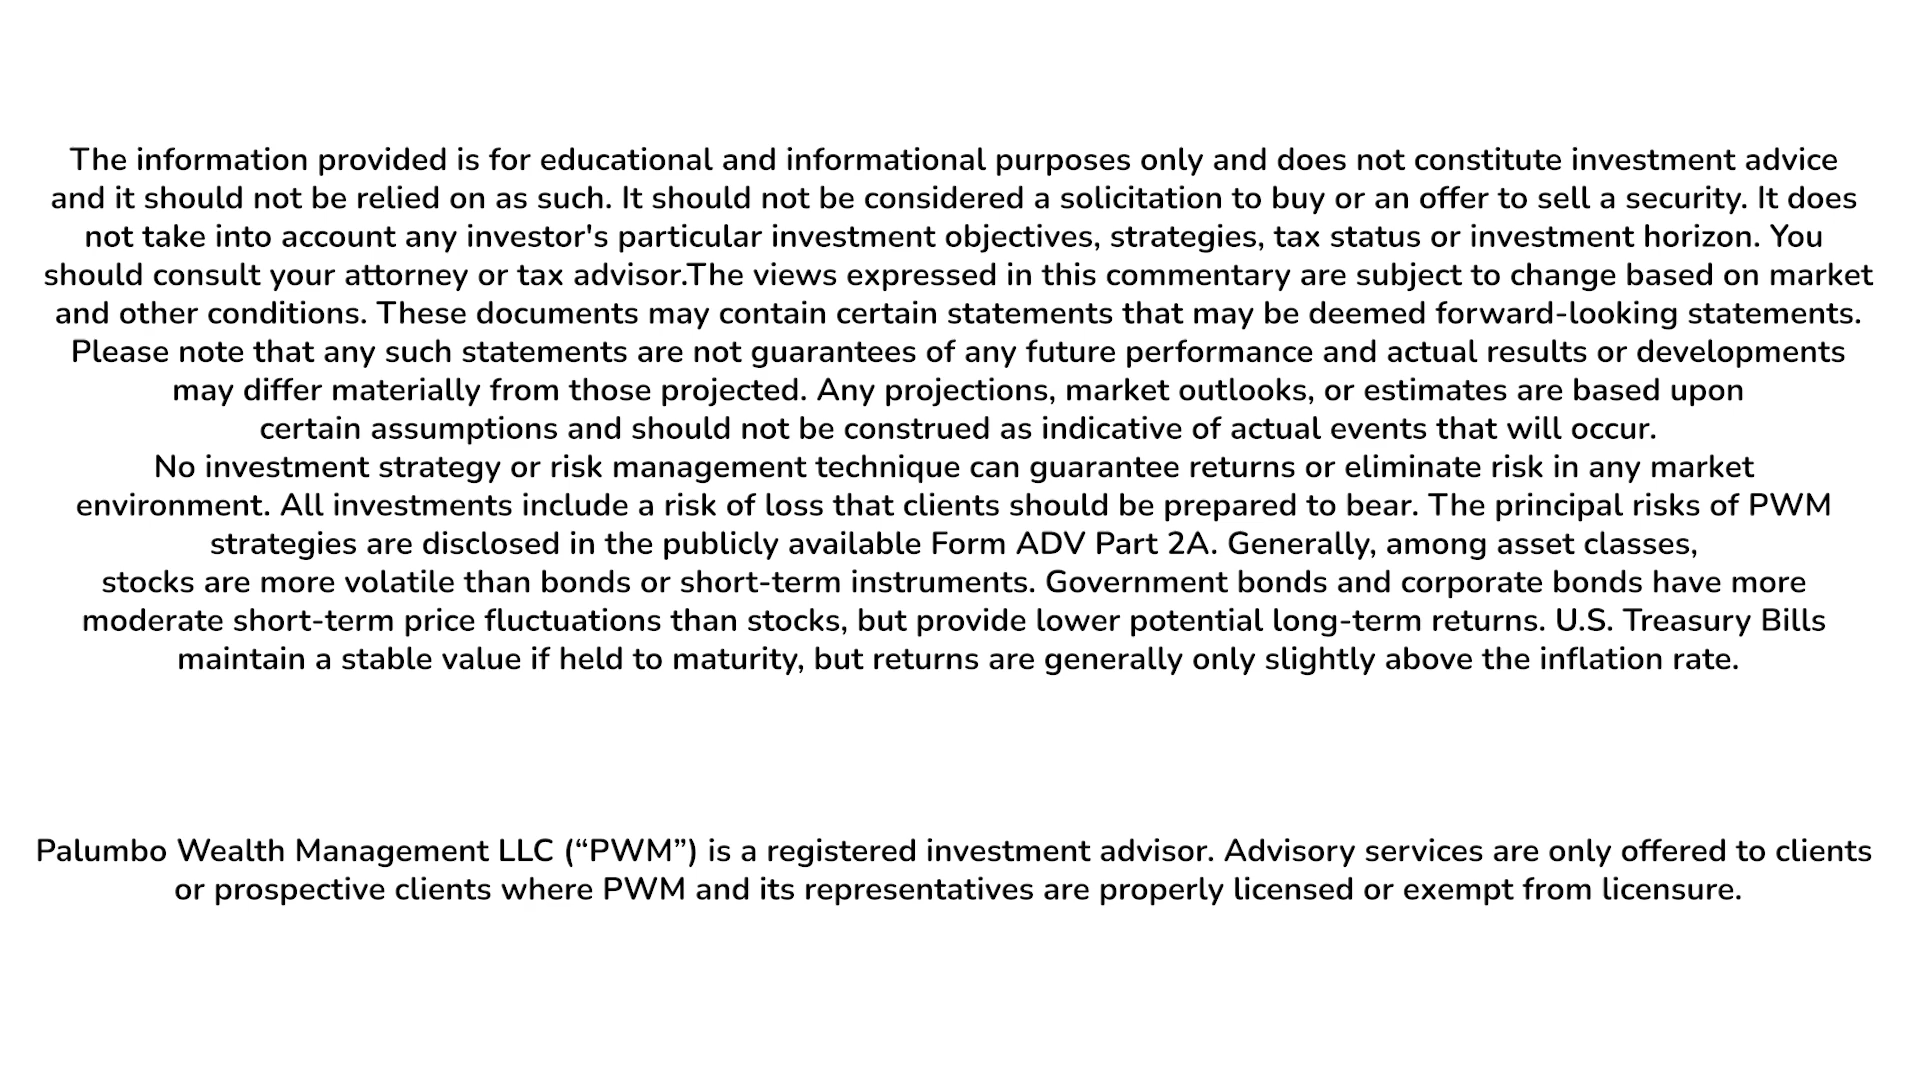 The information provided is for educational and informational purposes only and does not constitute investment advice
and it should not be relied on as such. It should not be considered a solicitation to buy or an offer to sell a security. It does
not take into account any investor's particular investment objectives, strategies, tax status or investment horizon. You
should consult your attorney or tax advisor.The views expressed in this commentary are subject to change based on market
and other conditions. These documents may contain certain statements that may be deemed forward-looking statements.
Please note that any such statements are not guarantees of any future performance and actual results or developments
may differ materially from those projected. Any projections, market outlooks, or estimates are based upon
certain assumptions and should not be construed as indicative of actual events that will occur.
No investment strategy or risk management technique can guarantee returns or eliminate risk in any market
environment. All investments include a risk of loss that clients should be prepared to bear. The principal risks of PWM
strategies are disclosed in the publicly available Form ADV Part 2A. Generally, among asset classes,
stocks are more volatile than bonds or short-term instruments. Government bonds and corporate bonds have more
moderate short-term price fluctuations than stocks, but provide lower potential long-term returns. U.S. Treasury Bills
maintain a stable value if held to maturity, but returns are generally only slightly above the inflation rate.
Palumbo Wealth Management LLC (“PWM”) is a registered investment advisor. Advisory services are only offered to clients
or prospective clients where PWM and its representatives are properly licensed or exempt from licensure.